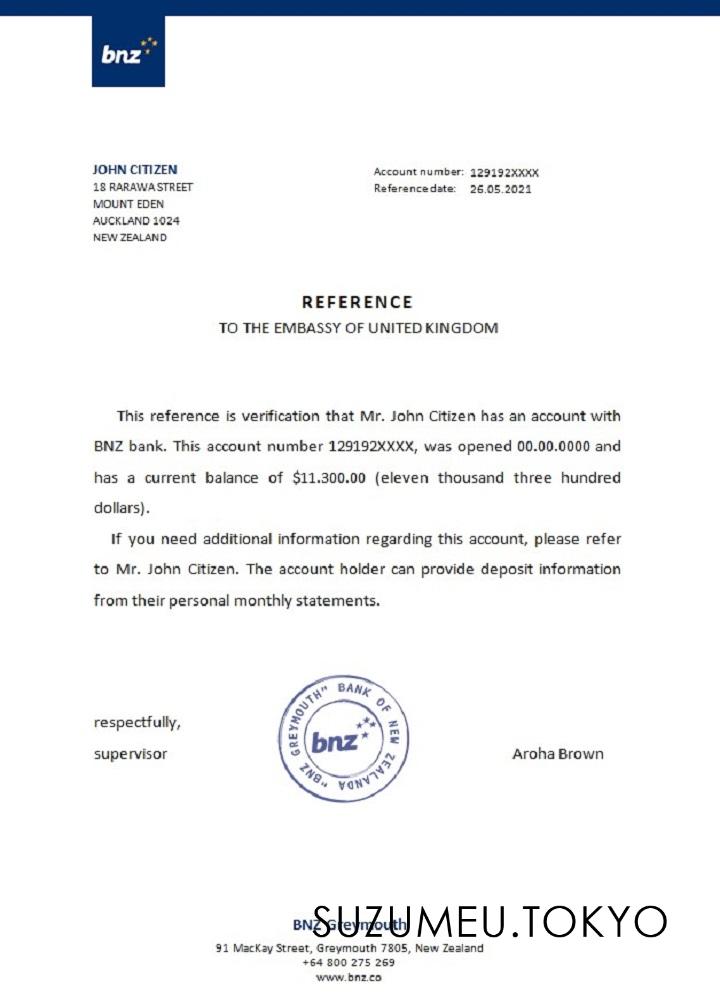 bnz
JOHN CITIZEN
18 RARAWA STREET
MOUNT EDEN
AUCKLAND 1024
NEW ZEALAND
Account number: 129192XXXX
Reference date: 26.05.2021
REFERENCE
TO THE EMBASSY OF UNITED KINGDOM
This reference is verification that Mr. John Citizen has an account with
BNZ bank. This account number 129192XXXX, was opened 00.00.0000 and
has a current balance of $11.300.00 (eleven thousand three hundred
dollars).
If you need additional information regarding this account, please refer
to Mr. John Citizen. The account holder can provide deposit information
from their personal monthly statements.
respectfully,
supervisor
"BNZ GREYMOUTH" BANK OF NEW ZEALANDA
bnz
Aroha Brown
BNZ Greymouth
SUZUMEU.TOKYO
91 MacKay Street, Greymouth 7805, New Zealand
+64 800 275 269
www.bnz.co